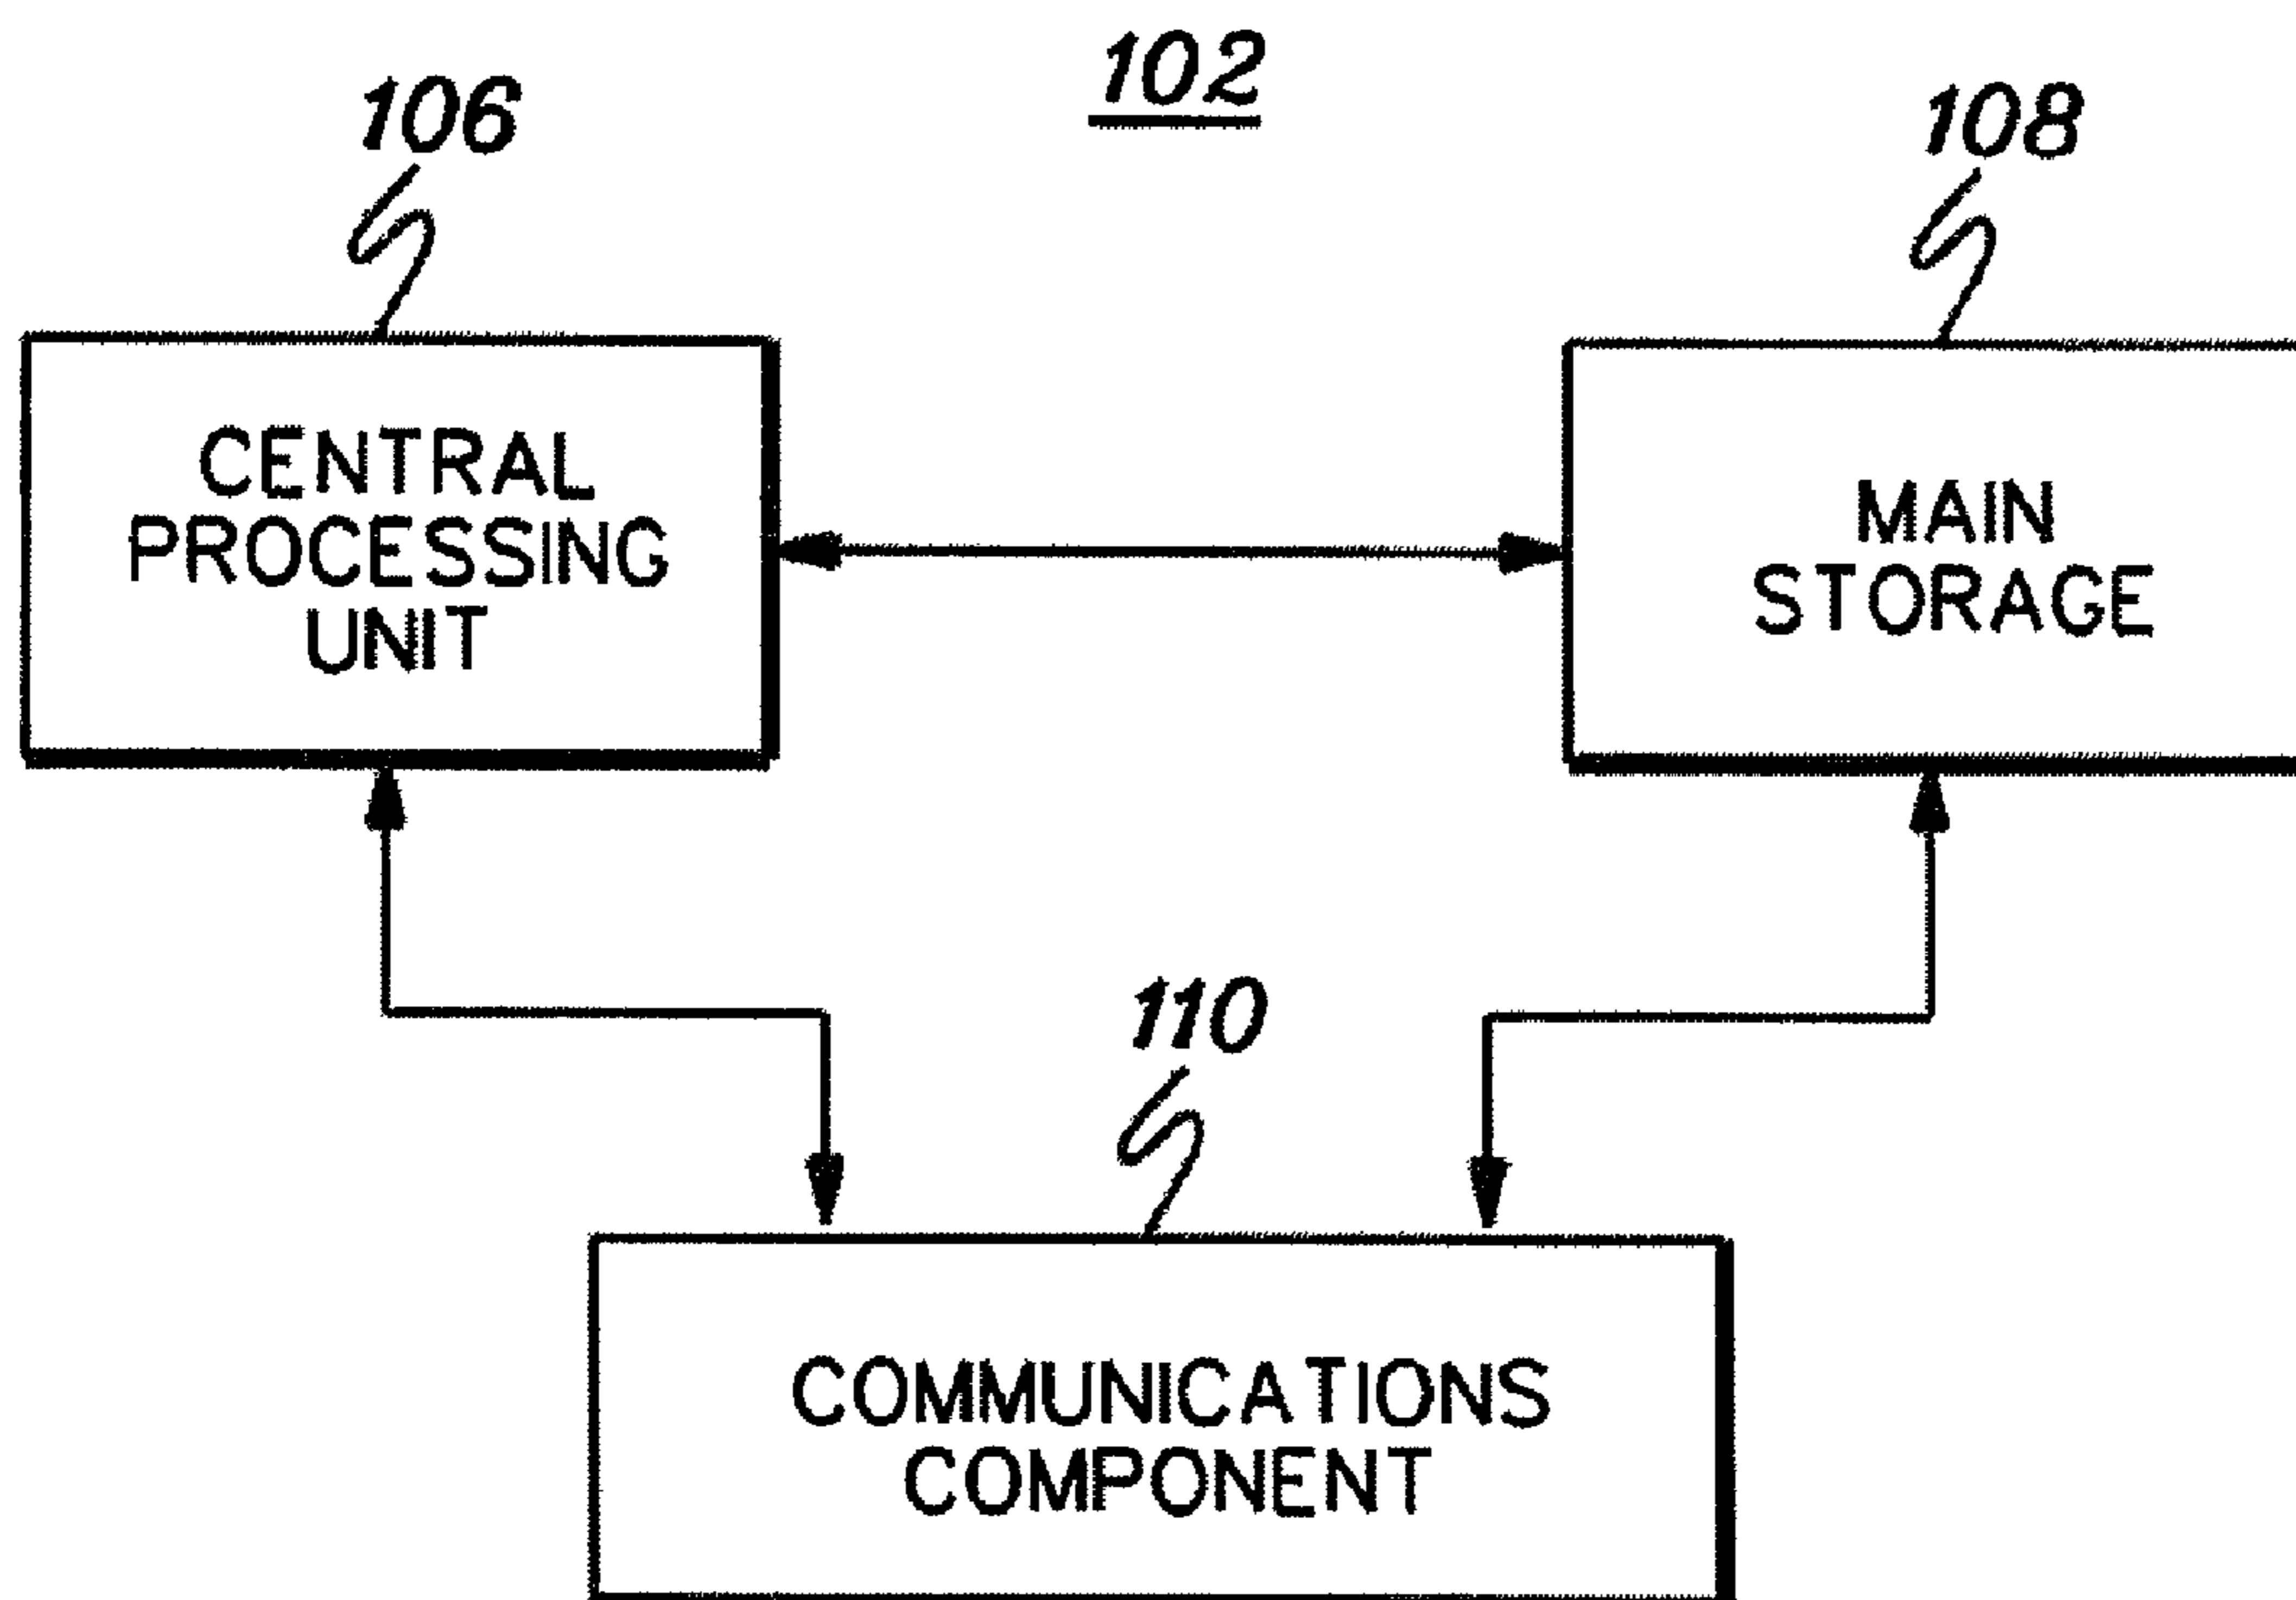 102
106
108
CENTRAL
PROCESSING
UNIT
MAIN
STORAGE
110
COMMUNICATIONS
COMPONENT